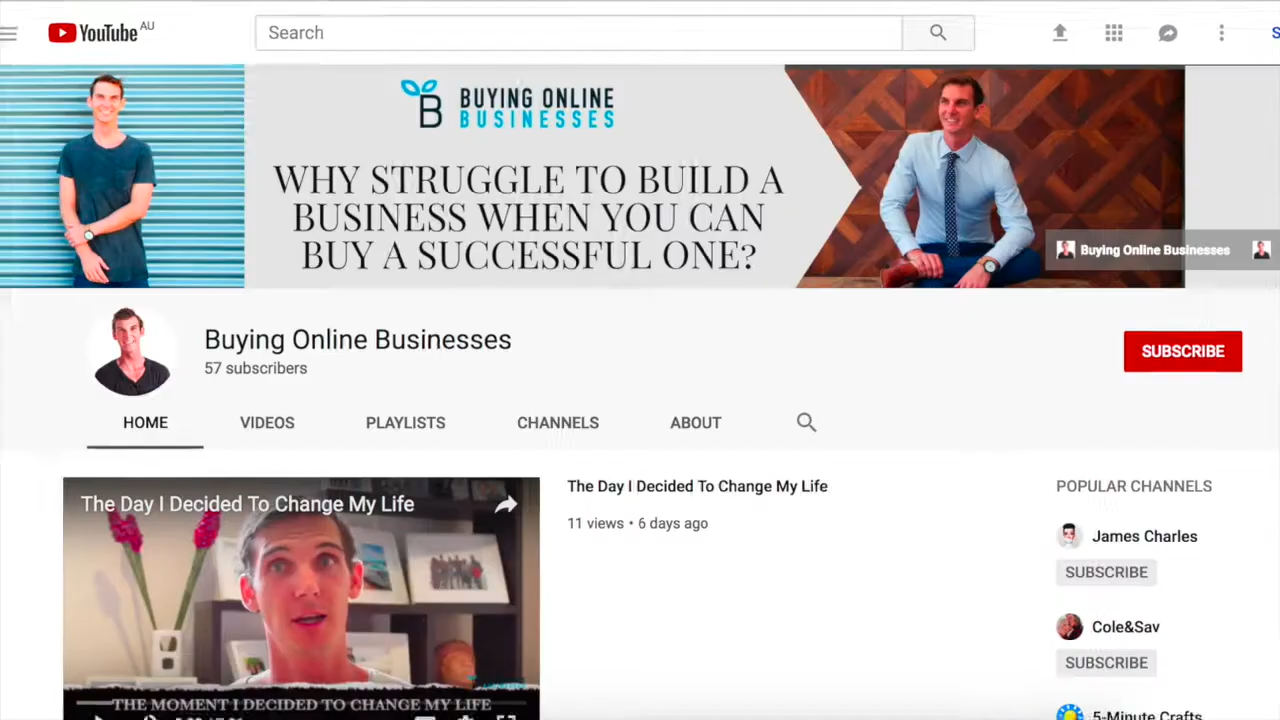 YouTube AU
Search
S
BUYING ONLINE
BUSINESSES
WHY STRUGGLE TO BUILD A
BUSINESS WHEN YOU CAN
BUY A SUCCESSFUL ONE?
Buying Online Businesses
Buying Online Businesses
57 subscribers
SUBSCRIBE
HOME
VIDEOS
PLAYLISTS
CHANNELS
ABOUT
The Day I Decided To Change My Life
THE MOMENT I DECIDED TO CHANGE MY LIFE
The Day I Decided To Change My Life
11 views • 6 days ago
POPULAR CHANNELS
James Charles
SUBSCRIBE
Cole&Sav
SUBSCRIBE
5-Minute Crafts